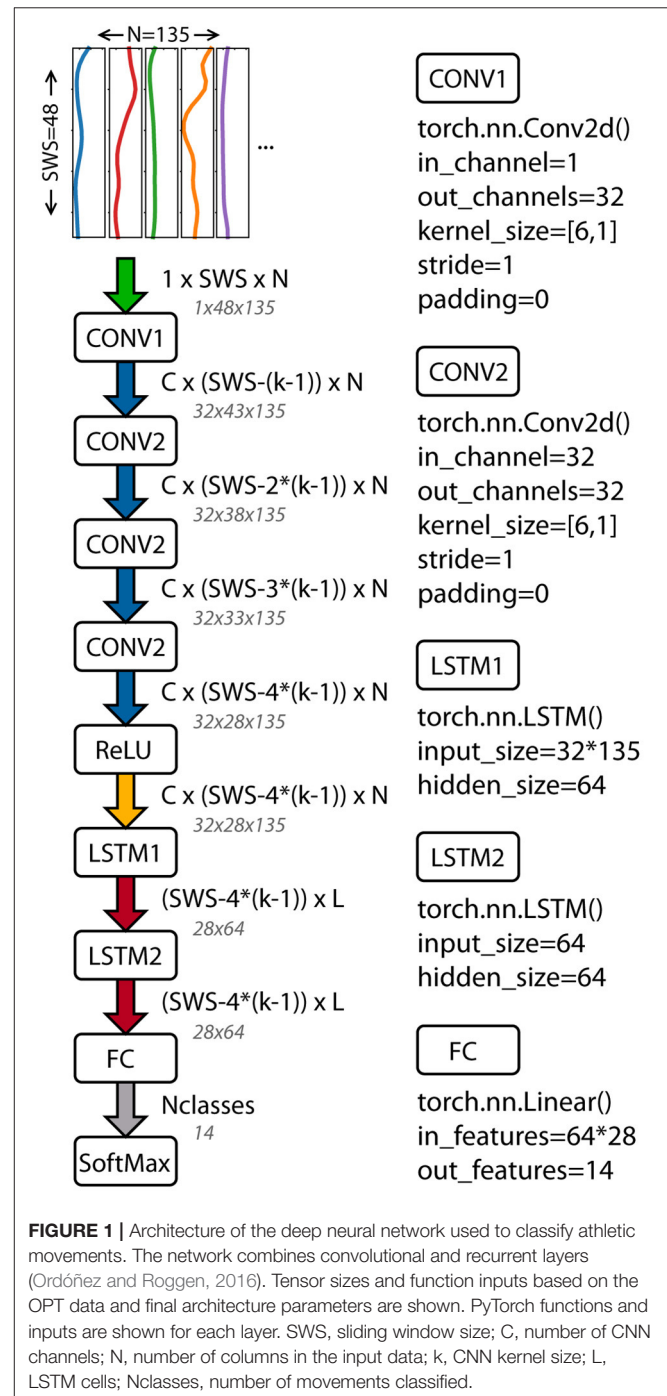 N=135
SWS=48
...
1 x SWS x N
1x48x135
CONV1
C x (SWS-(k-1)) x N
32x43x135
CONV2
C x (SWS-2*(k-1)) x N
32x38x135
CONV2
C x (SWS-3*(k-1)) x N
32x33x135
CONV2
C x (SWS-4*(k-1)) x N
32x28x135
ReLU
C x (SWS-4*(k-1)) x N
32x28x135
LSTM1
(SWS-4*(k-1)) x L
28x64
LSTM2
(SWS-4*(k-1)) x L
28x64
FC
Nclasses
14
SoftMax
CONV1
torch.nn.Conv2d()
in_channel=1
out_channels=32
kernel_size=[6,1]
stride=1
padding=0
CONV2
torch.nn.Conv2d()
in_channel=32
out_channels=32
kernel_size=[6,1]
stride=1
padding=0
LSTM1
torch.nn.LSTM()
input_size=32*135
hidden_size=64
LSTM2
torch.nn.LSTM()
input_size=64
hidden_size=64
FC
torch.nn.Linear()
in_features=64*28
out_features=14
FIGURE 1 | Architecture of the deep neural network used to classify athletic
movements. The network combines convolutional and recurrent layers
(Ordóñez and Roggen, 2016). Tensor sizes and function inputs based on the
OPT data and final architecture parameters are shown. PyTorch functions and
inputs are shown for each layer. SWS, sliding window size; C, number of CNN
channels; N, number of columns in the input data; k, CNN kernel size; L,
LSTM cells; Nclasses, number of movements classified.